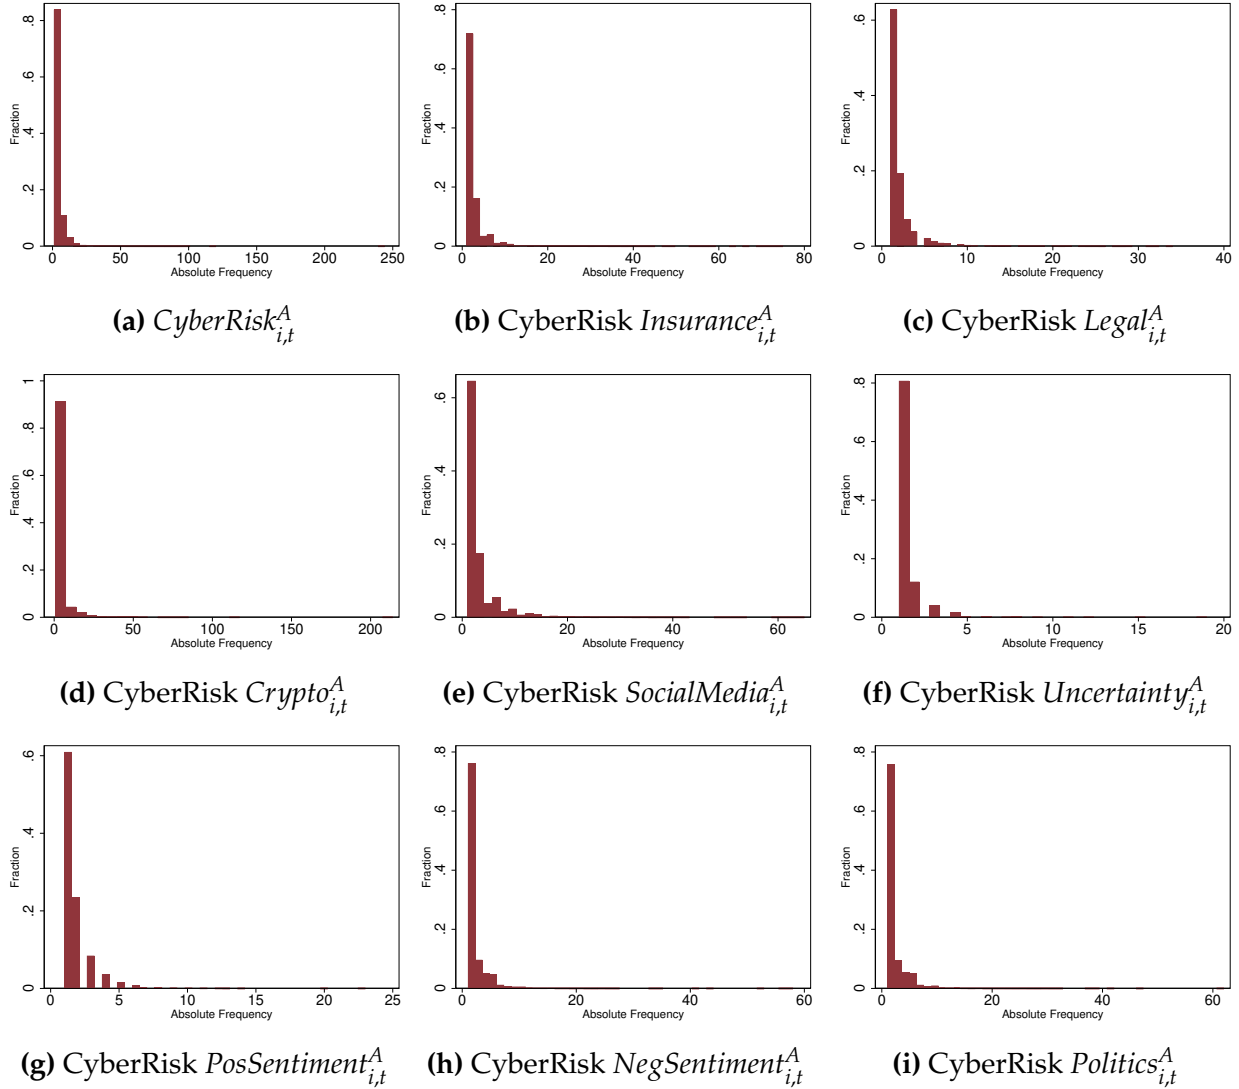 .8
.6
.4
.2
0
Fraction
0 50 100 150 200 250
Absolute Frequency
(a) CyberRisk^A_{i,t}
.8
.6
.4
.2
0
Fraction
0 20 40 60 80
Absolute Frequency
(b) CyberRisk Insurance^A_{i,t}
.6
.4
.2
0
Fraction
0 10 20 30 40
Absolute Frequency
(c) CyberRisk Legal^A_{i,t}
1
.8
.6
.4
.2
0
Fraction
0 50 100 150 200
Absolute Frequency
(d) CyberRisk Crypto^A_{i,t}
.6
.4
.2
0
Fraction
0 20 40 60
Absolute Frequency
(e) CyberRisk SocialMedia^A_{i,t}
.8
.6
.4
.2
0
Fraction
0 5 10 15 20
Absolute Frequency
(f) CyberRisk Uncertainty^A_{i,t}
.6
.4
.2
0
Fraction
0 5 10 15 20 25
Absolute Frequency
(g) CyberRisk PosSentiment^A_{i,t}
.8
.6
.4
.2
0
Fraction
0 20 40 60
Absolute Frequency
(h) CyberRisk NegSentiment^A_{i,t}
.8
.6
.4
.2
0
Fraction
0 20 40 60
Absolute Frequency
(i) CyberRisk Politics^A_{i,t}